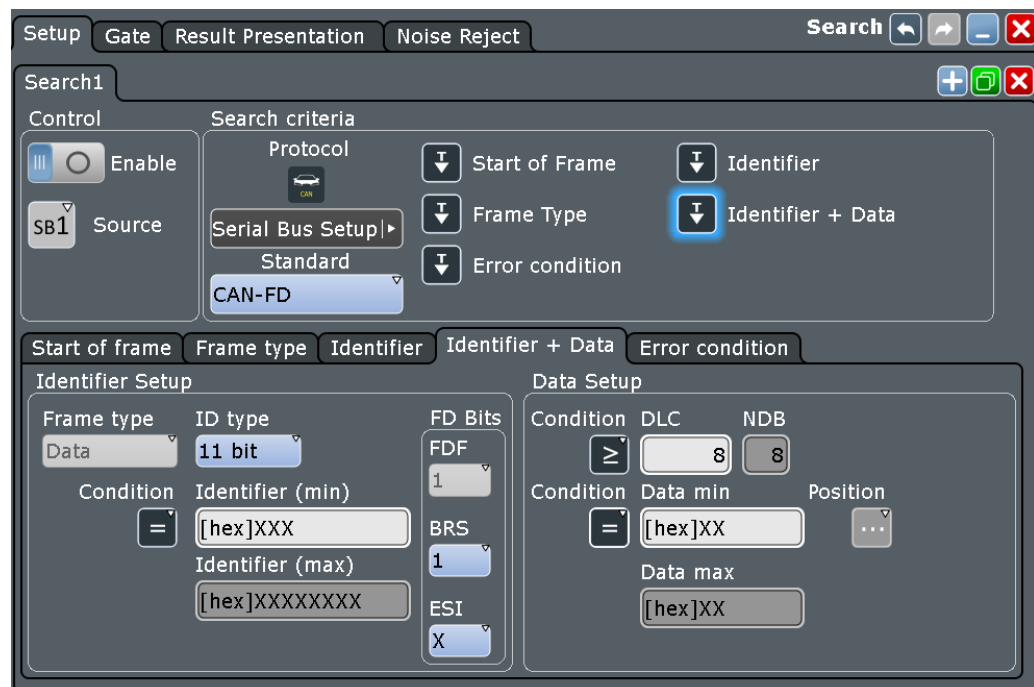 Setup Gate Result Presentation Noise Reject Search
Search1
Control Search criteria
Protocol
CAN
Enable
Start of Frame
Identifier
SB1 Source
Serial Bus Setup
Frame Type
Identifier + Data
Standard
CAN-FD
Error condition
Start of frame Frame type Identifier Identifier + Data Error condition
Identifier Setup Data Setup
Frame type ID type FD Bits Condition DLC NDB
Data 11 bit FDF ≥ 8 8
1
Condition Identifier (min) Condition Data min Position
= [hex]XXX BRS = [hex]XX ...
Identifier (max) 1 Data max
[hex]XXXXXXXX ESI [hex]XX
X